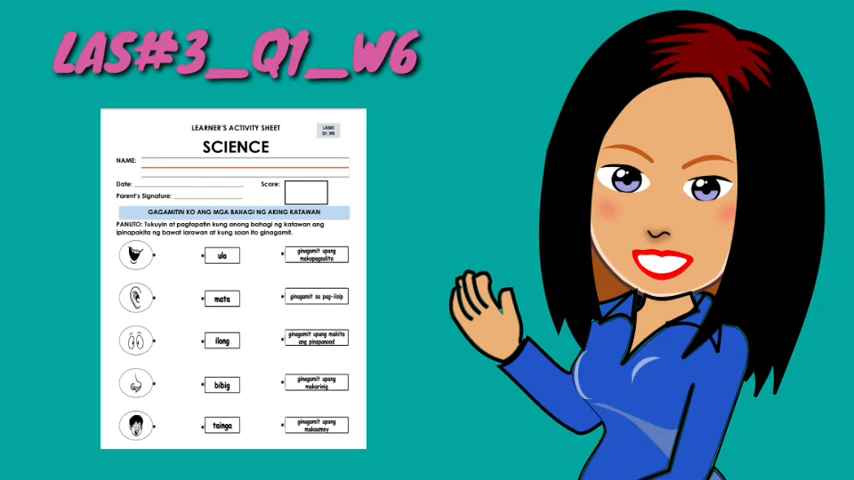 LAS#3_Q1_W6
LEARNER'S ACTIVITY SHEET
LAS#3
Q1_W6
SCIENCE
NAME:
Date:
Score:
Parent's Signature:
GAGAMITIN KO ANG MGA BAHAGI NG AKING KATAWAN
PANUTO: Tukuyin at pagtapatin kung anong bahagi ng katawan ang
ipinapakita ng bawat larawan at kung saan ito ginagamit.
ulo
ginagamit upang
makapagsalita
mata
ginagamit sa pag-iisip
ilong
ginagamit upang makita
ang pinapanood
bibig
ginagamit upang
makarinig
tainga
ginagamit upang
makaamoy